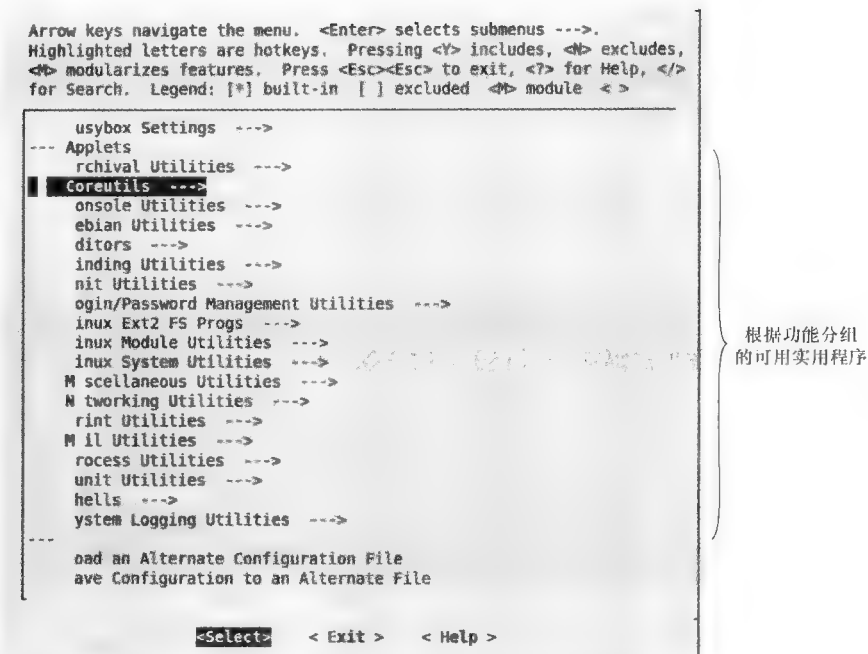 Arrow keys navigate the menu. <Enter> selects submenus --->.
Highlighted letters are hotkeys. Pressing <Y> includes, <N> excludes,
<M> modularizes features. Press <Esc><Esc> to exit, <?> for Help, </>
for Search. Legend: [*] built-in [ ] excluded <M> module < >
usybox Settings --->
--- Applets
rchival Utilities --->
Coreutils --->
onsole Utilities --->
ebian Utilities --->
ditors --->
inding Utilities --->
nit Utilities --->
ogin/Password Management Utilities --->
inux Ext2 FS Progs --->
inux Module Utilities --->
inux System Utilities --->
M scellaneous Utilities --->
N tworking Utilities --->
rint Utilities --->
M il Utilities --->
rocess Utilities --->
unit Utilities --->
hells --->
ystem Logging Utilities --->
---
oad an Alternate Configuration File
ave Configuration to an Alternate File
<Select> < Exit > < Help >
根据功能分组
的可用实用程序